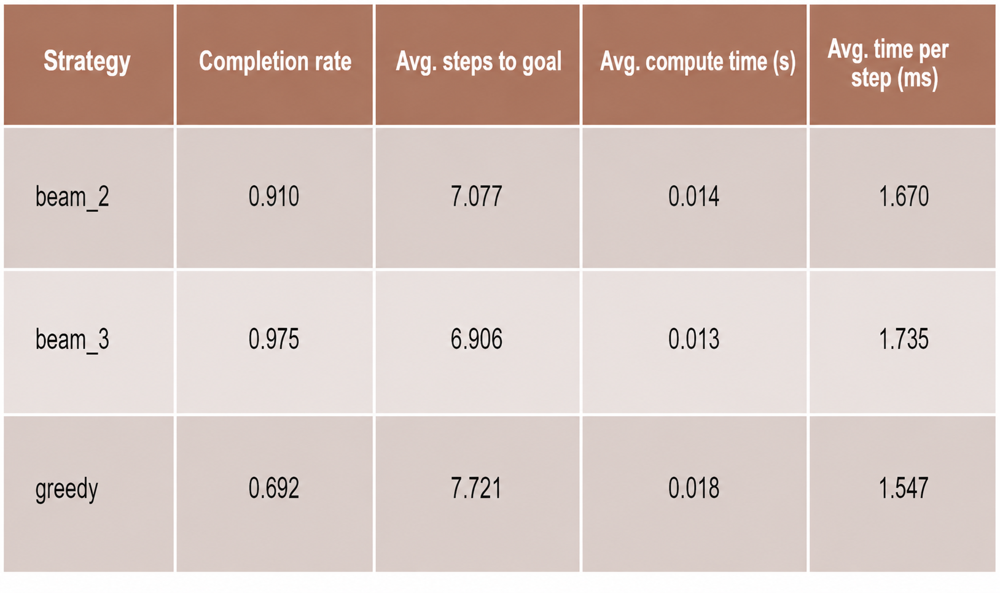 Strategy Completion rate Avg. steps to goal Avg. compute time (s) Avg. time per
step (ms)
beam_2 0.910 7.077 0.014 1.670
beam_3 0.975 6.906 0.013 1.735
greedy 0.692 7.721 0.018 1.547